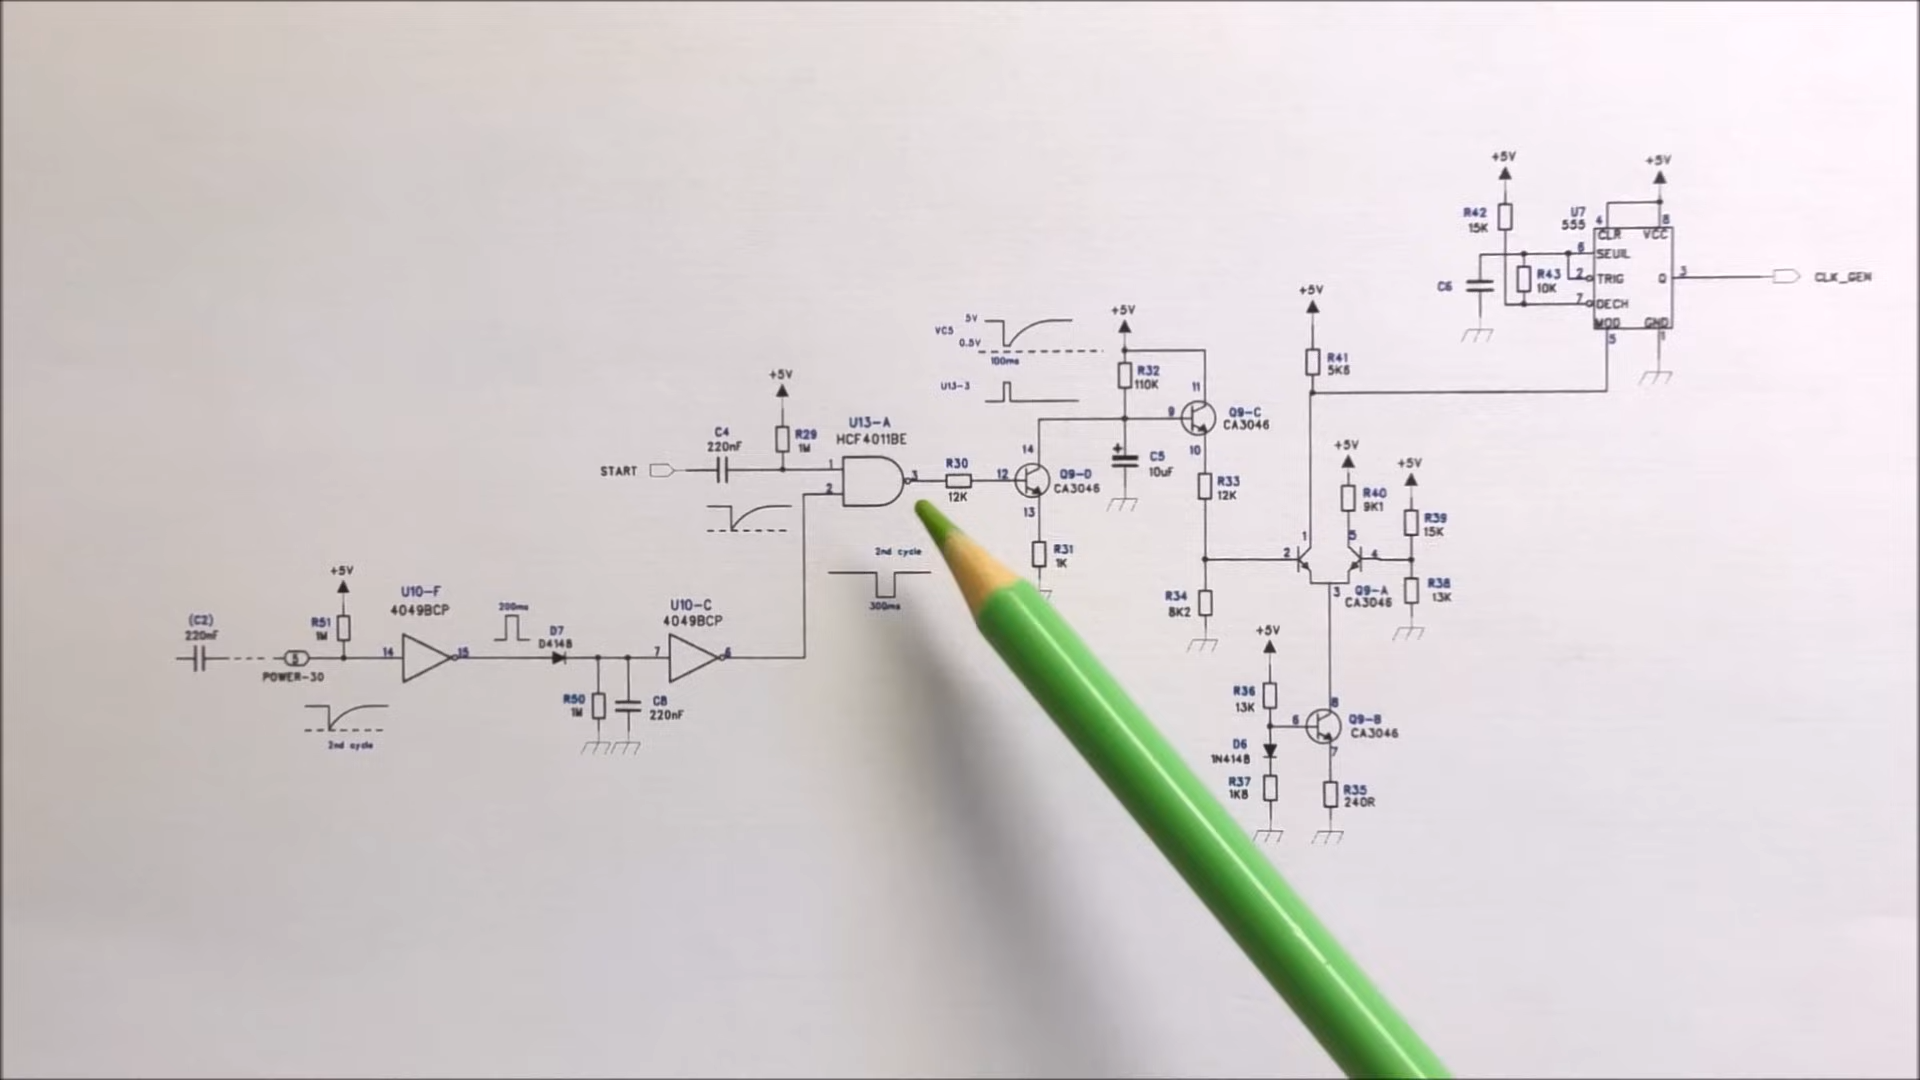 +5V
+5V
R42
15K
U7
555
4
8
CLR
VCC
6
SEUIL
C6
R43
10K
2
TRIG
Q
3
CLK_GEN
7
DECH
MOD
GND
5
1
+5V
R41
5K6
+5V
VC5
5V
0.5V
100ms
U13-3
R32
110K
11
9
Q9-C
CA3046
10
C5
10uF
+
+5V
R29
1M
C4
220nF
START
U13-A
HCF4011BE
1
2
3
R30
12K
12
14
Q9-D
CA3046
13
R31
1K
R33
12K
+5V
R40
9K1
+5V
R39
15K
1
2
5
4
3
Q9-A
CA3046
R38
13K
R34
8K2
2nd cycle
300ms
+5V
R51
1M
U10-F
4049BCP
(C2)
220nF
POWER-30
14
15
200ms
D7
D4148
U10-C
4049BCP
7
6
R50
1M
C8
220nF
2nd cycle
+5V
R36
13K
6
8
Q9-B
CA3046
7
D6
1N4148
R37
1K8
R35
240R